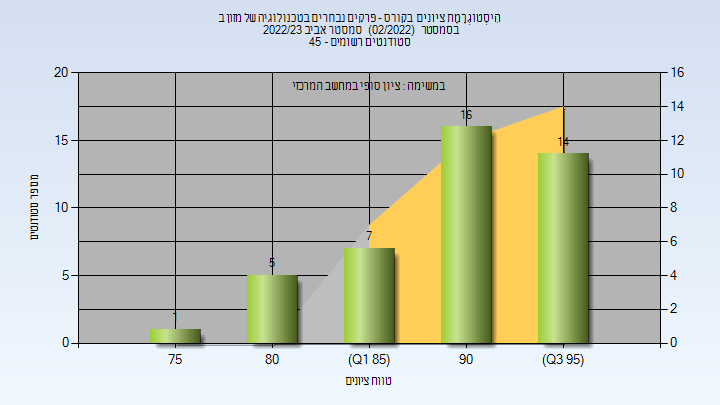 היסטוגרמת ציונים בקורס - פרקים נבחרים בטכנולוגיה של מזון ב
בסמסטר (02/2022) סמסטר אביב 2022/23
סטודנטים רשומים - 45
במשימה : ציון סופי במחשב המרכזי
מספר סטודנטים
20
15
10
5
0
16
14
12
10
8
6
4
2
0
1
5
7
16
14
75
80
(Q1 85)
90
(Q3 95)
טווח ציונים